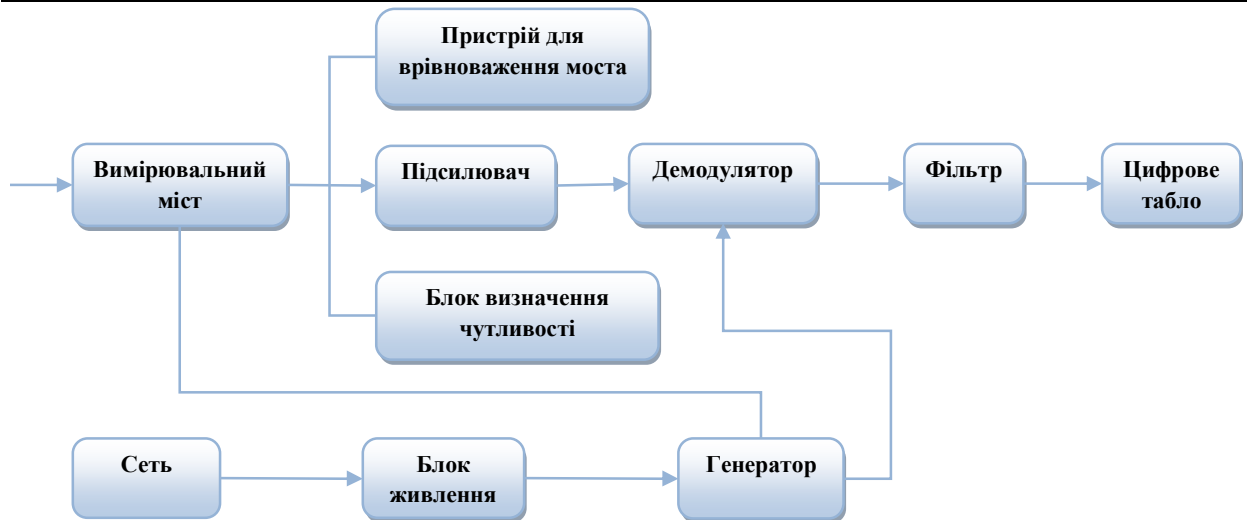 Пристрій для
врівноваження моста
Вимірювальний
міст
Підсилювач
Демодулятор
Фільтр
Цифрове
табло
Блок визначення
чутливості
Сеть
Блок
живлення
Генератор